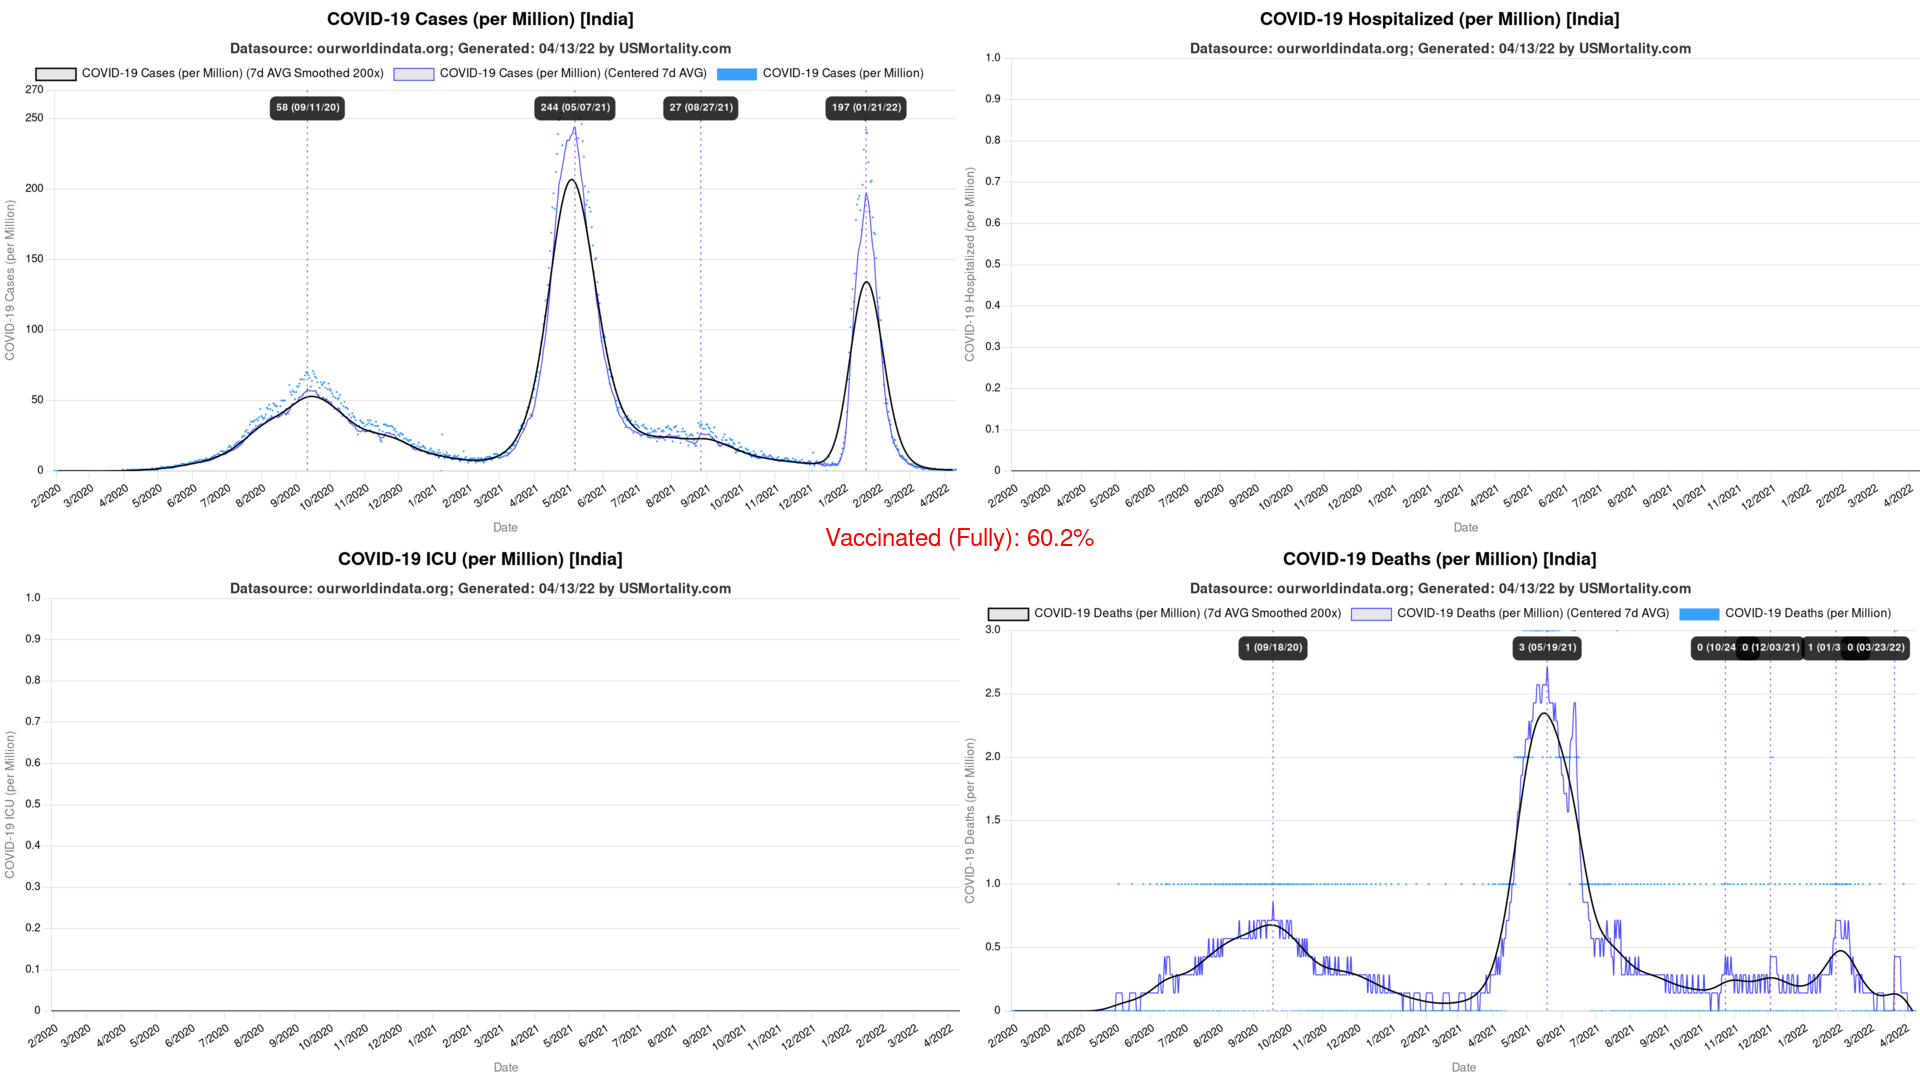 COVID-19 Cases (per Million) [India]
Datasource: ourworldindata.org; Generated: 04/13/22 by USMortality.com
COVID-19 Cases (per Million) (7d AVG Smoothed 200x) COVID-19 Cases (per Million) (Centered 7d AVG) COVID-19 Cases (per Million)
270
250
200
150
100
50
0
58 (09/11/20) 244 (05/07/21) 27 (08/27/21) 197 (01/21/22)
COVID-19 Cases (per Million)
2/2020 3/2020 4/2020 5/2020 6/2020 7/2020 8/2020 9/2020 10/2020 11/2020 12/2020 1/2021 2/2021 3/2021 4/2021 5/2021 6/2021 7/2021 8/2021 9/2021 10/2021 11/2021 12/2021 1/2022 2/2022 3/2022 4/2022
Date
COVID-19 Hospitalized (per Million) [India]
Datasource: ourworldindata.org; Generated: 04/13/22 by USMortality.com
1.0
0.9
0.8
0.7
0.6
0.5
0.4
0.3
0.2
0.1
0
COVID-19 Hospitalized (per Million)
2/2020 3/2020 4/2020 5/2020 6/2020 7/2020 8/2020 9/2020 10/2020 11/2020 12/2020 1/2021 2/2021 3/2021 4/2021 5/2021 6/2021 7/2021 8/2021 9/2021 10/2021 11/2021 12/2021 1/2022 2/2022 3/2022 4/2022
Date
Vaccinated (Fully): 60.2%
COVID-19 ICU (per Million) [India]
Datasource: ourworldindata.org; Generated: 04/13/22 by USMortality.com
1.0
0.9
0.8
0.7
0.6
0.5
0.4
0.3
0.2
0.1
0
COVID-19 ICU (per Million)
2/2020 3/2020 4/2020 5/2020 6/2020 7/2020 8/2020 9/2020 10/2020 11/2020 12/2020 1/2021 2/2021 3/2021 4/2021 5/2021 6/2021 7/2021 8/2021 9/2021 10/2021 11/2021 12/2021 1/2022 2/2022 3/2022 4/2022
Date
COVID-19 Deaths (per Million) [India]
Datasource: ourworldindata.org; Generated: 04/13/22 by USMortality.com
COVID-19 Deaths (per Million) (7d AVG Smoothed 200x) COVID-19 Deaths (per Million) (Centered 7d AVG) COVID-19 Deaths (per Million)
3.0
2.5
2.0
1.5
1.0
0.5
0
1 (09/18/20) 3 (05/19/21) 0 (10/24 0 (12/03/21) 1 (01/3 0 (03/23/22)
COVID-19 Deaths (per Million)
2/2020 3/2020 4/2020 5/2020 6/2020 7/2020 8/2020 9/2020 10/2020 11/2020 12/2020 1/2021 2/2021 3/2021 4/2021 5/2021 6/2021 7/2021 8/2021 9/2021 10/2021 11/2021 12/2021 1/2022 2/2022 3/2022 4/2022
Date